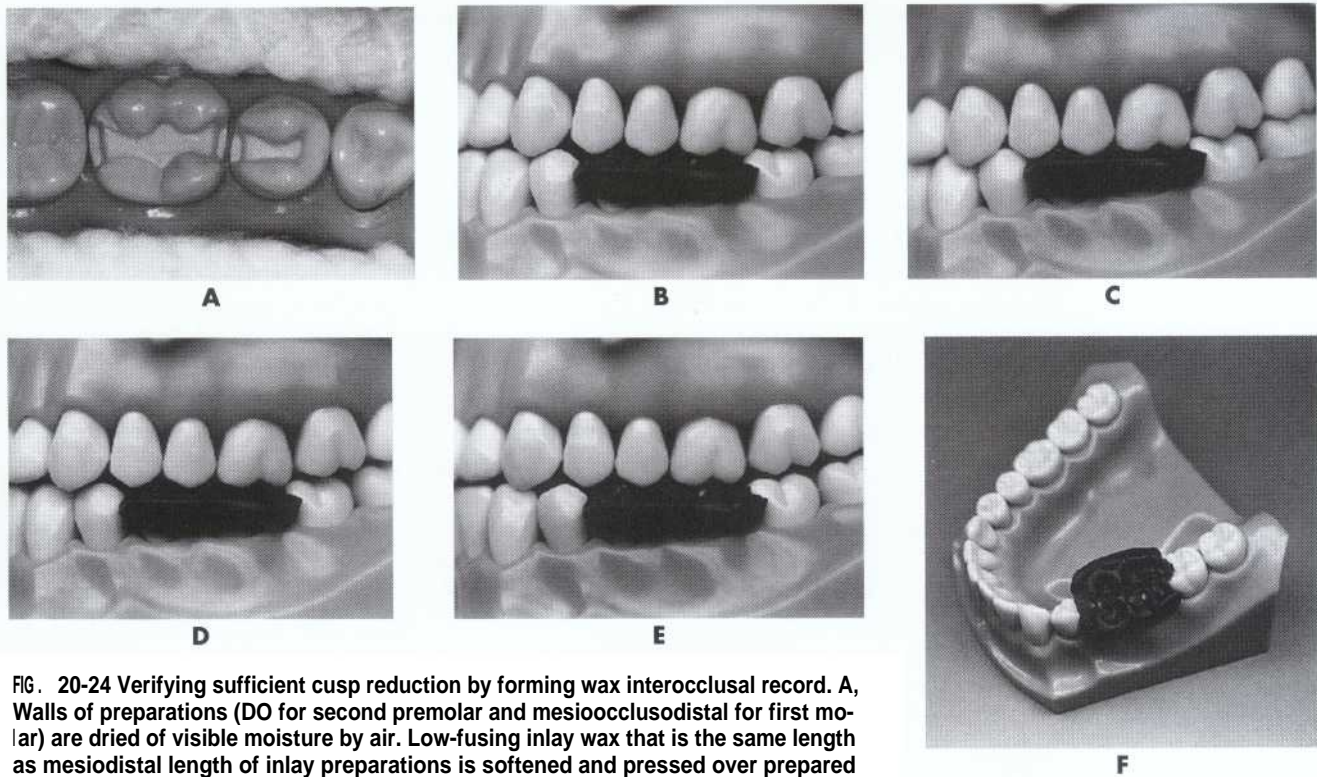 A
B
C
D
E
F
FIG. 20-24 Verifying sufficient cusp reduction by forming wax interocclusal record. A,
Walls of preparations (DO for second premolar and mesioocclusodistal for first mo-
lar) are dried of visible moisture by air. Low-fusing inlay wax that is the same length
as mesiodistal length of inlay preparations is softened and pressed over prepared